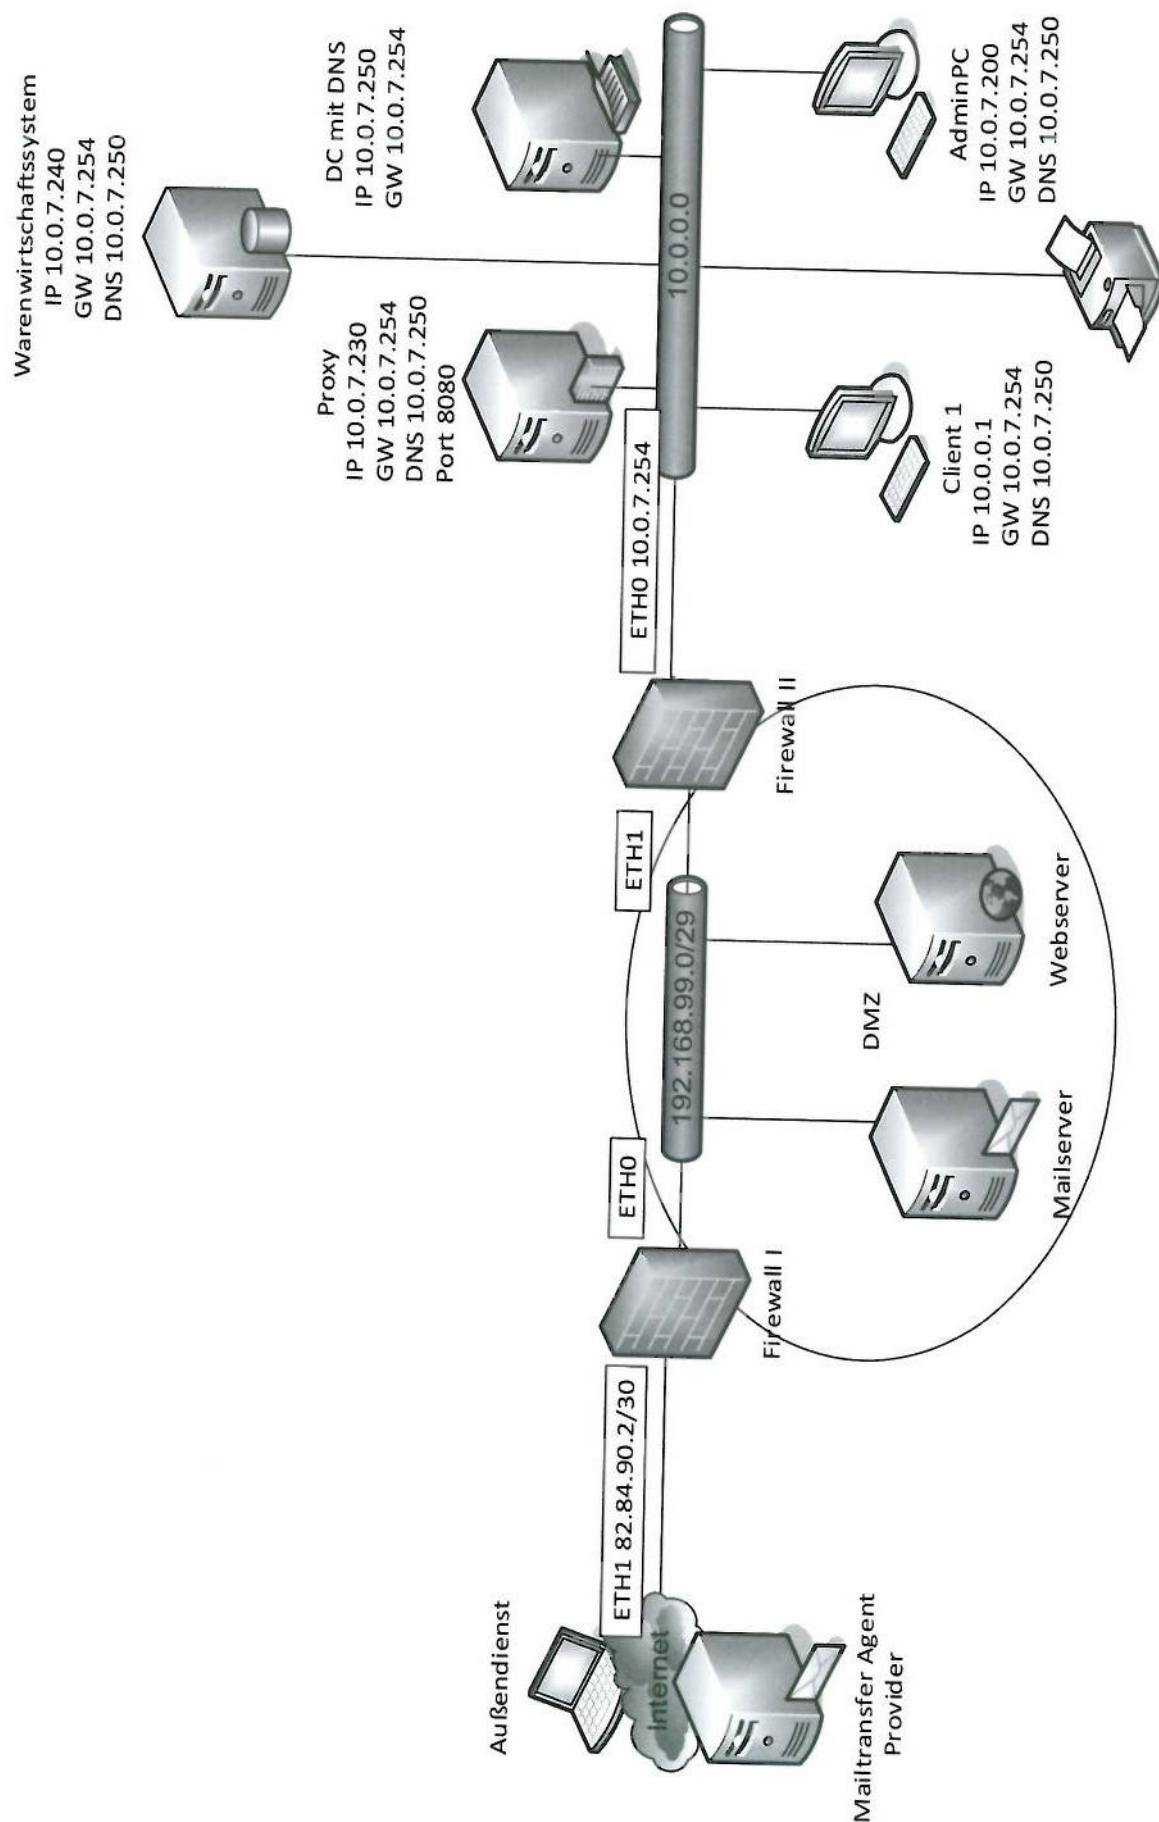 Außendienst
Internet
Mailtransfer Agent
Provider
ETH1 82.84.90.2/30
Firewall I
ETH0
192.168.99.0/29
DMZ
Mailserver
Webserver
ETH1
Firewall II
ETH0 10.0.7.254
10.0.0.0
Warenwirtschaftssystem
IP 10.0.7.240
GW 10.0.7.254
DNS 10.0.7.250
Proxy
IP 10.0.7.230
GW 10.0.7.254
DNS 10.0.7.250
Port 8080
DC mit DNS
IP 10.0.7.250
GW 10.0.7.254
Client 1
IP 10.0.0.1
GW 10.0.7.254
DNS 10.0.7.250
AdminPC
IP 10.0.7.200
GW 10.0.7.254
DNS 10.0.7.250